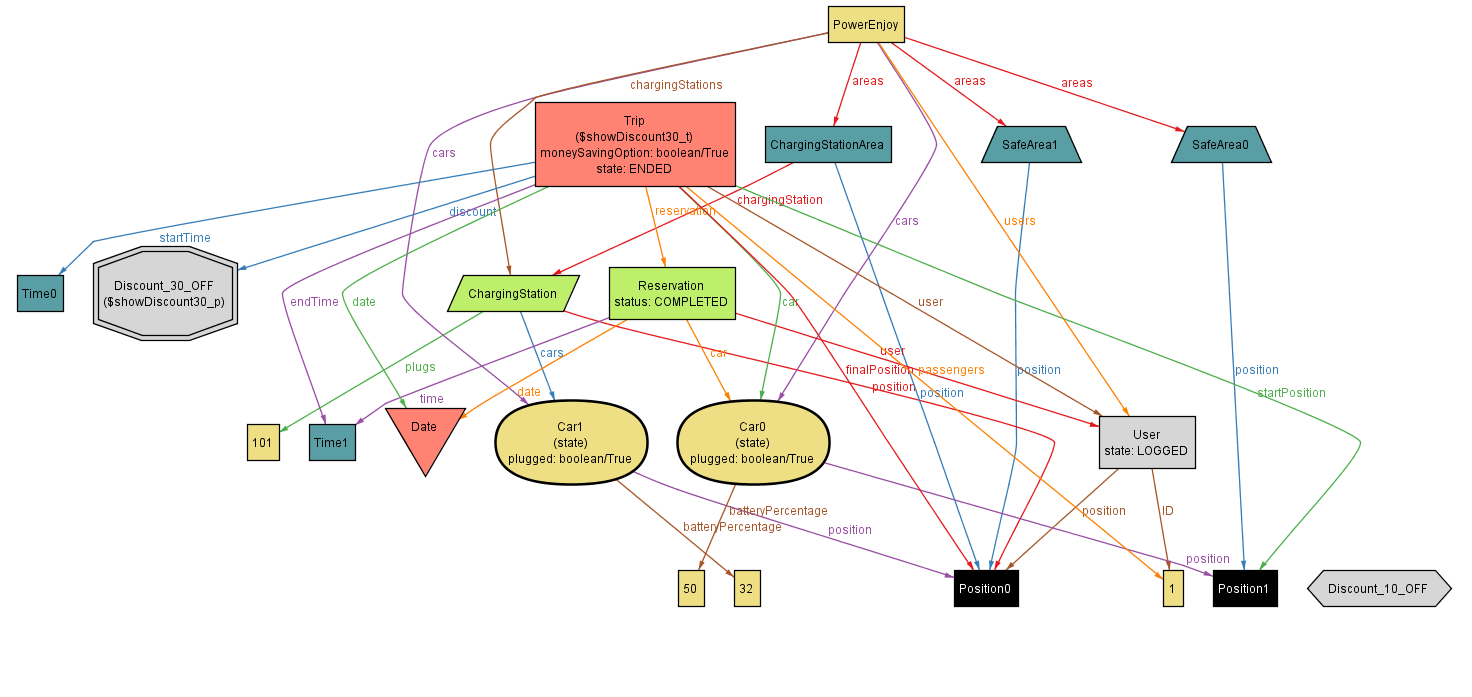 PowerEnjoy
chargingStations
areas
areas
areas
Trip
($showDiscount30_t)
moneySavingOption: boolean/True
state: ENDED
ChargingStationArea
SafeArea1
SafeArea0
cars
chargingStation
discount
reservation
cars
users
startTime
Time0
Discount_30_OFF
($showDiscount30_p)
ChargingStation
Reservation
status: COMPLETED
endTime
date
car
user
cars
car
user
plugs
finalPosition
passengers
position
position
position
position
startPosition
date
time
101
Time1
Date
Car1
(state)
plugged: boolean/True
Car0
(state)
plugged: boolean/True
User
state: LOGGED
batteryPercentage
batteryPercentage
position
position
ID
position
50
32
Position0
1
Position1
Discount_10_OFF